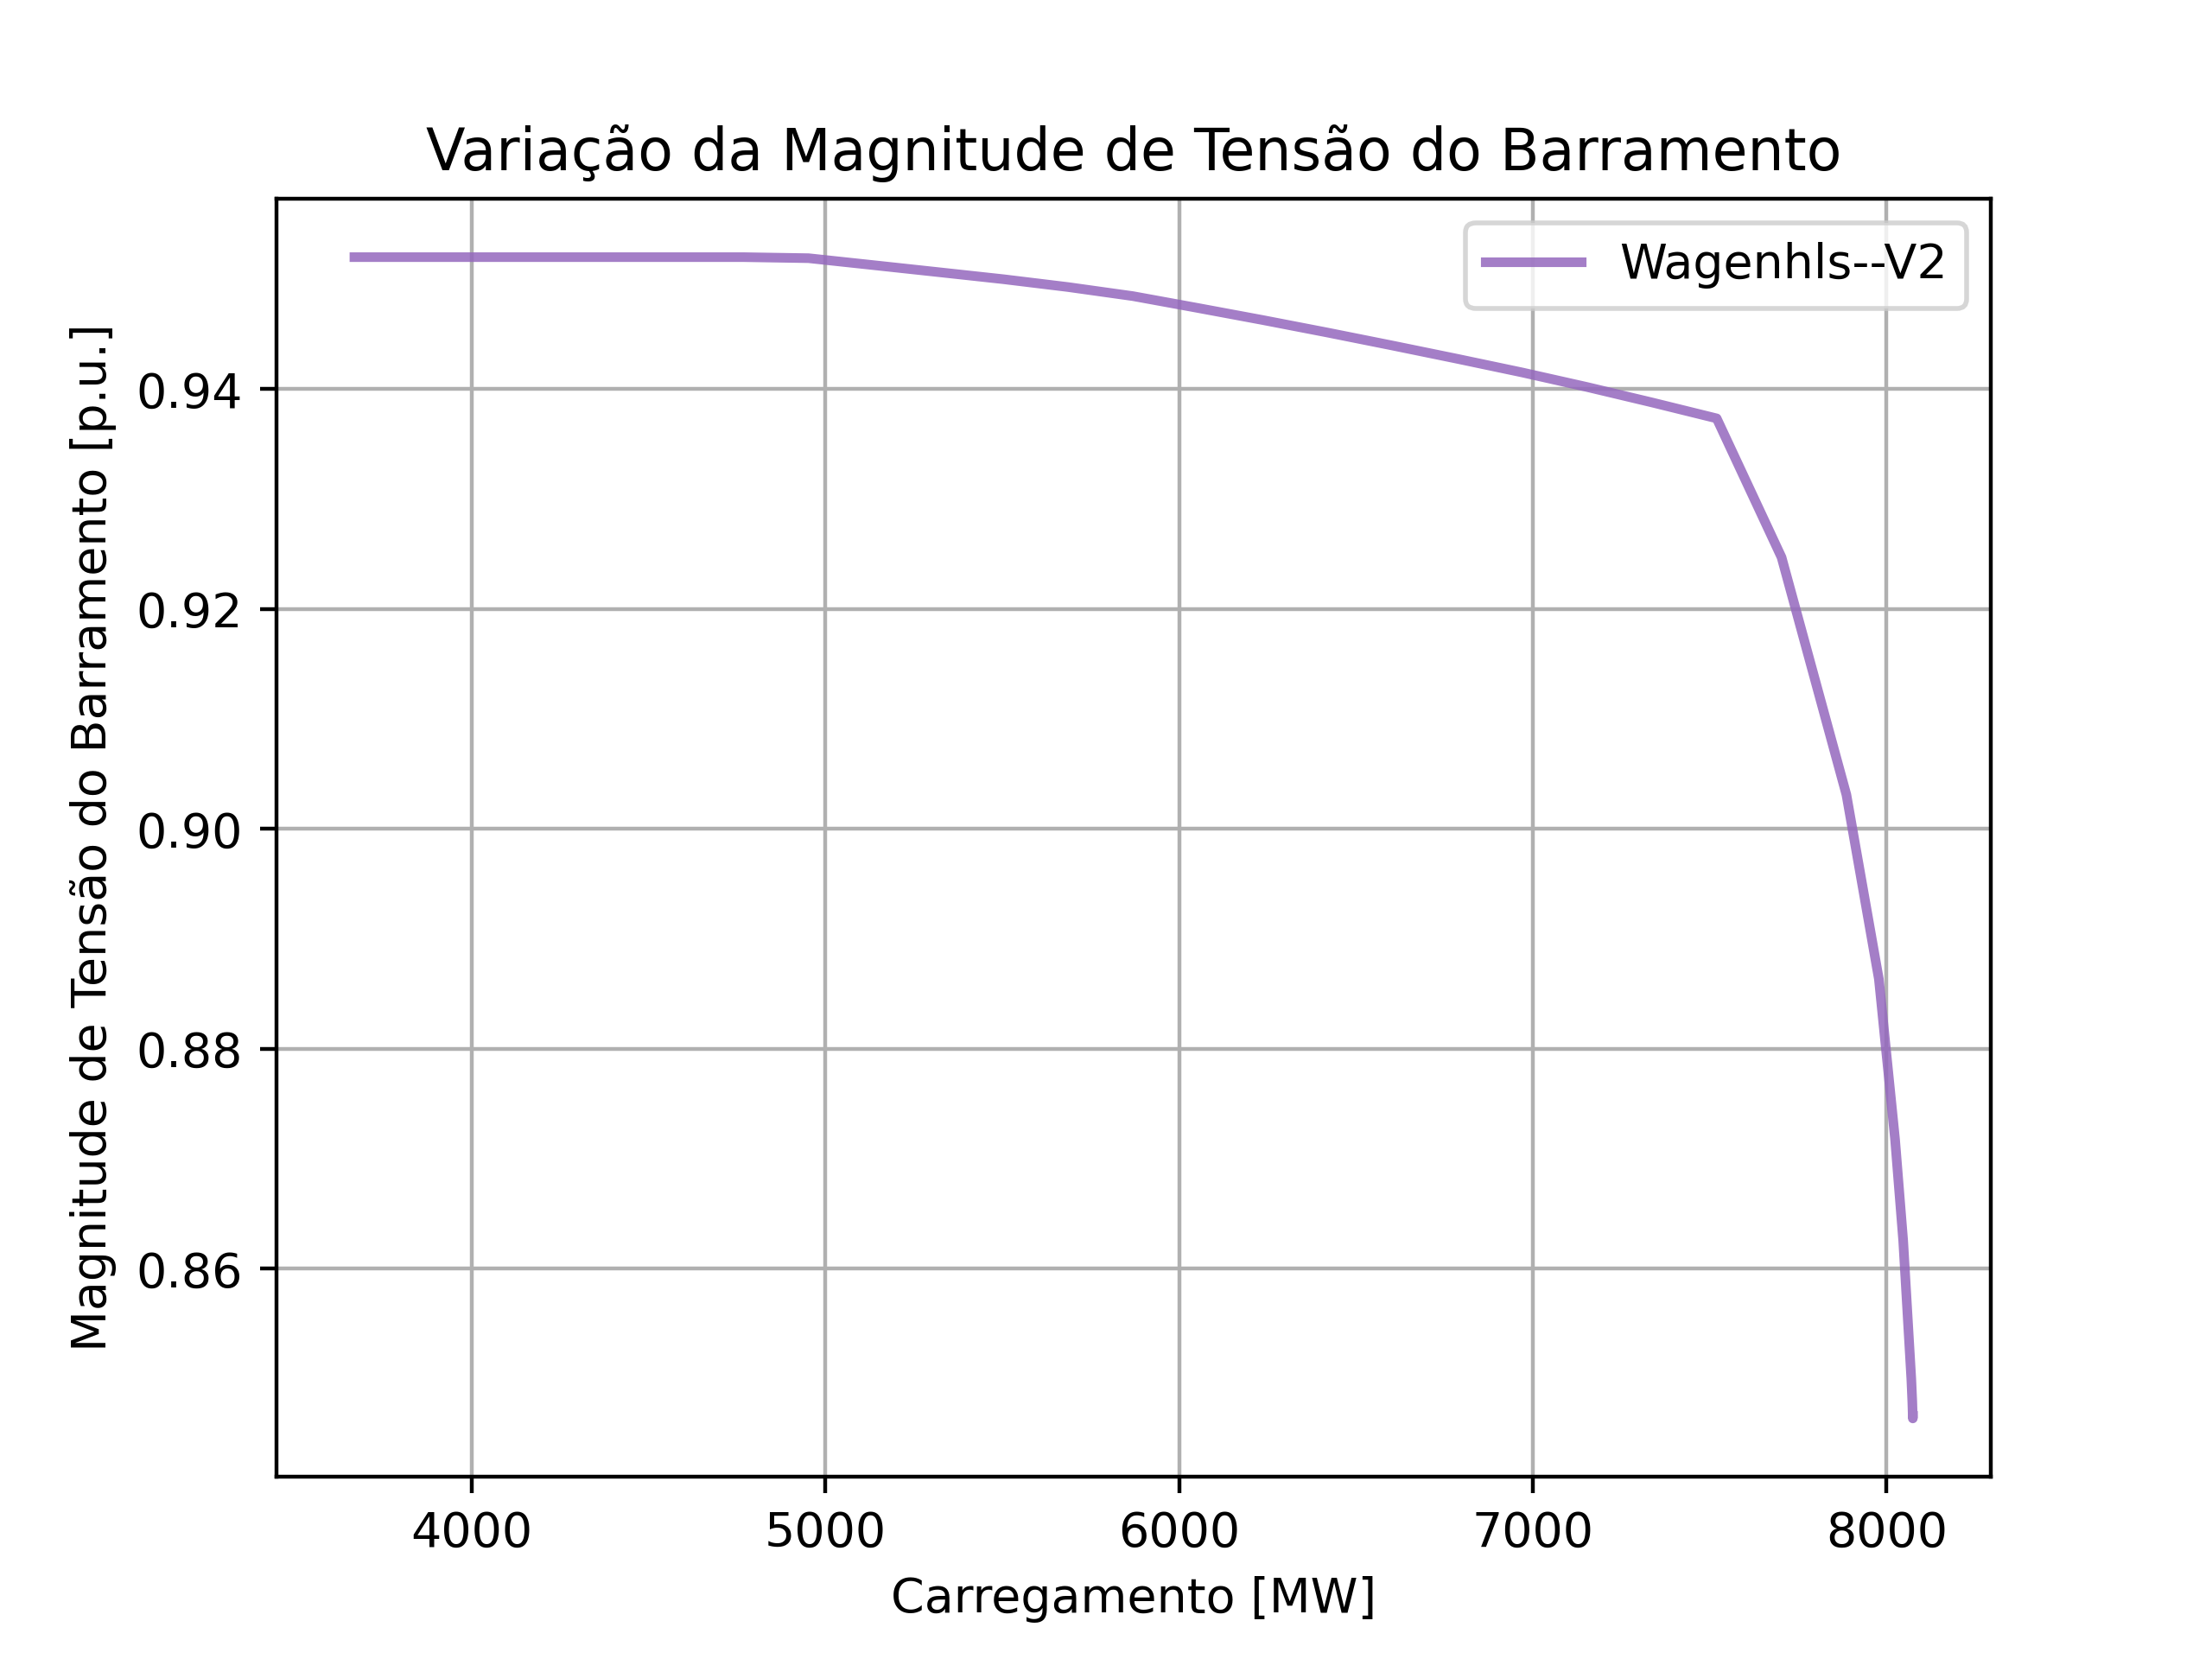 Variação da Magnitude de Tensão do Barramento
Wagenhls--V2
Magnitude de Tensão do Barramento [p.u.]
0.94
0.92
0.90
0.88
0.86
4000 5000 6000 7000 8000
Carregamento [MW]